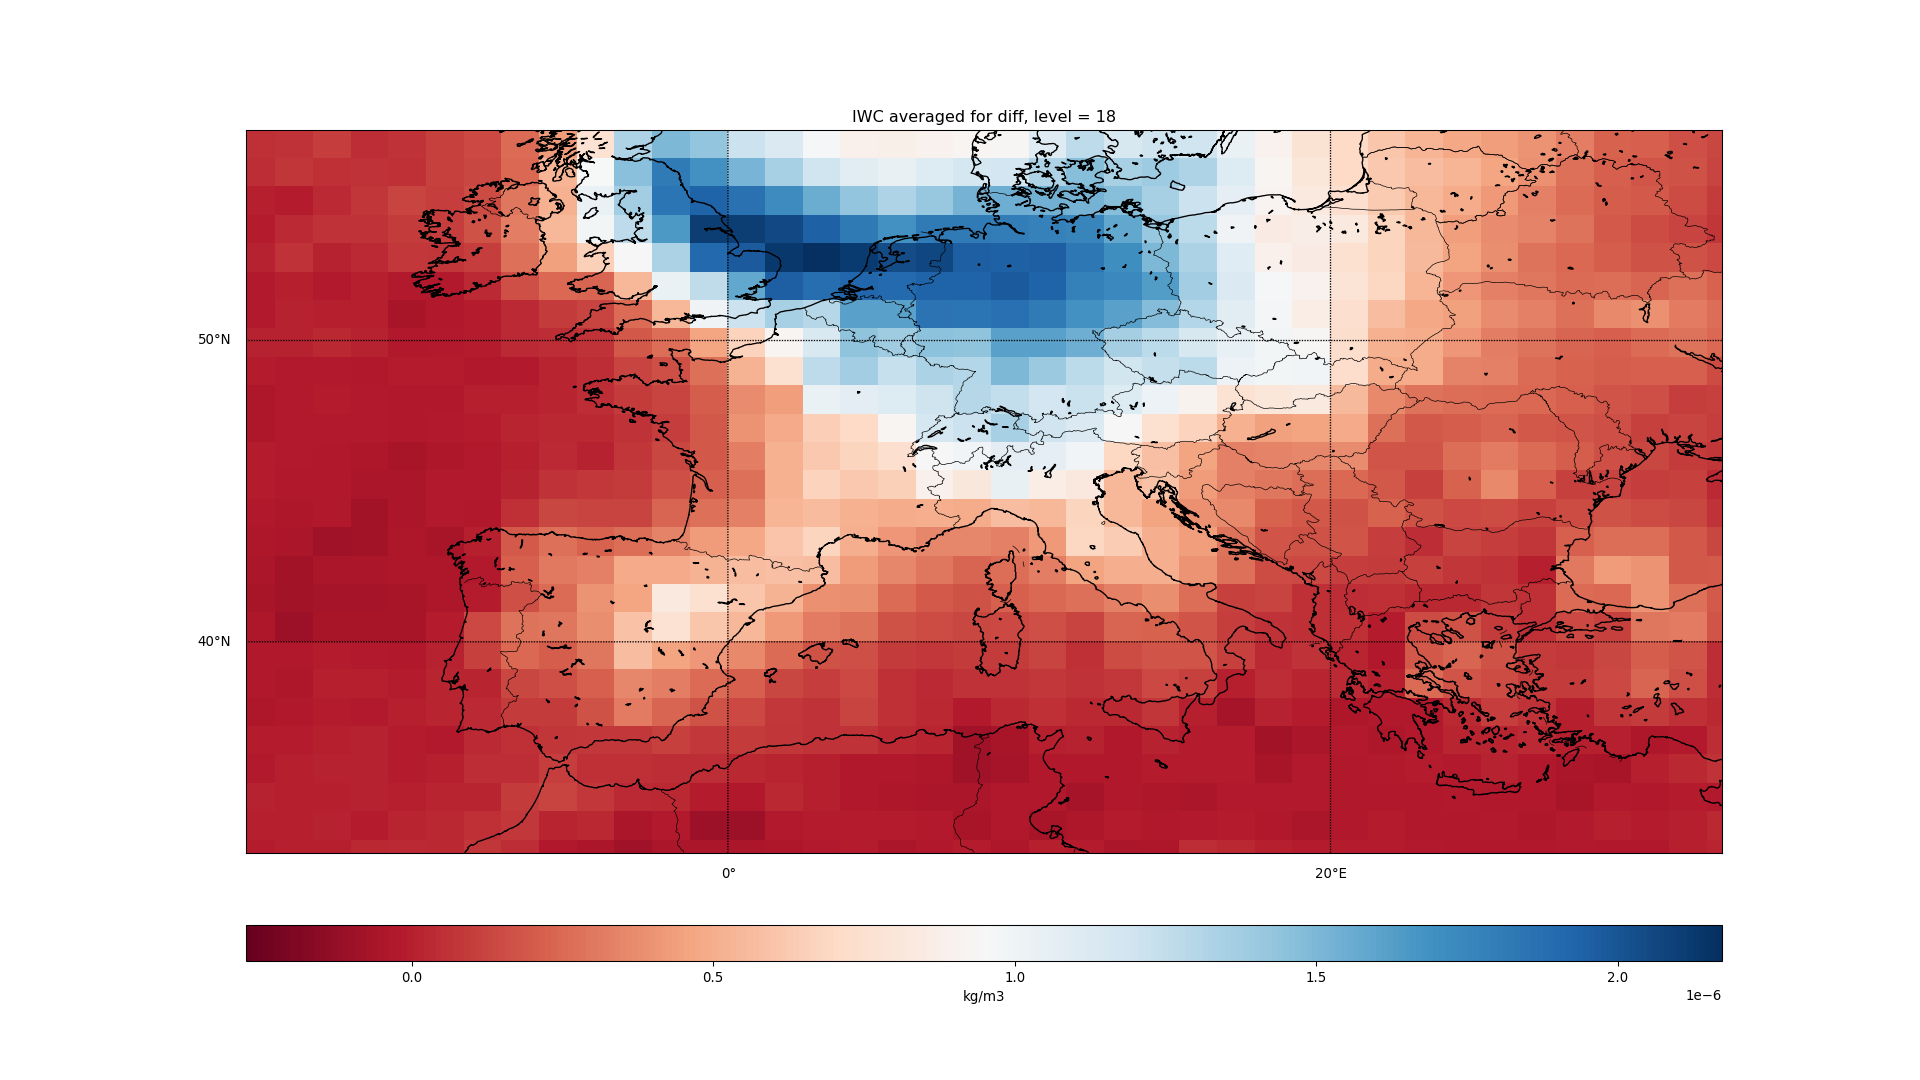 IWC averaged for diff, level = 18
50°N
40°N
0°
20°E
0.0
0.5
1.0
1.5
2.0
kg/m3
1e−6